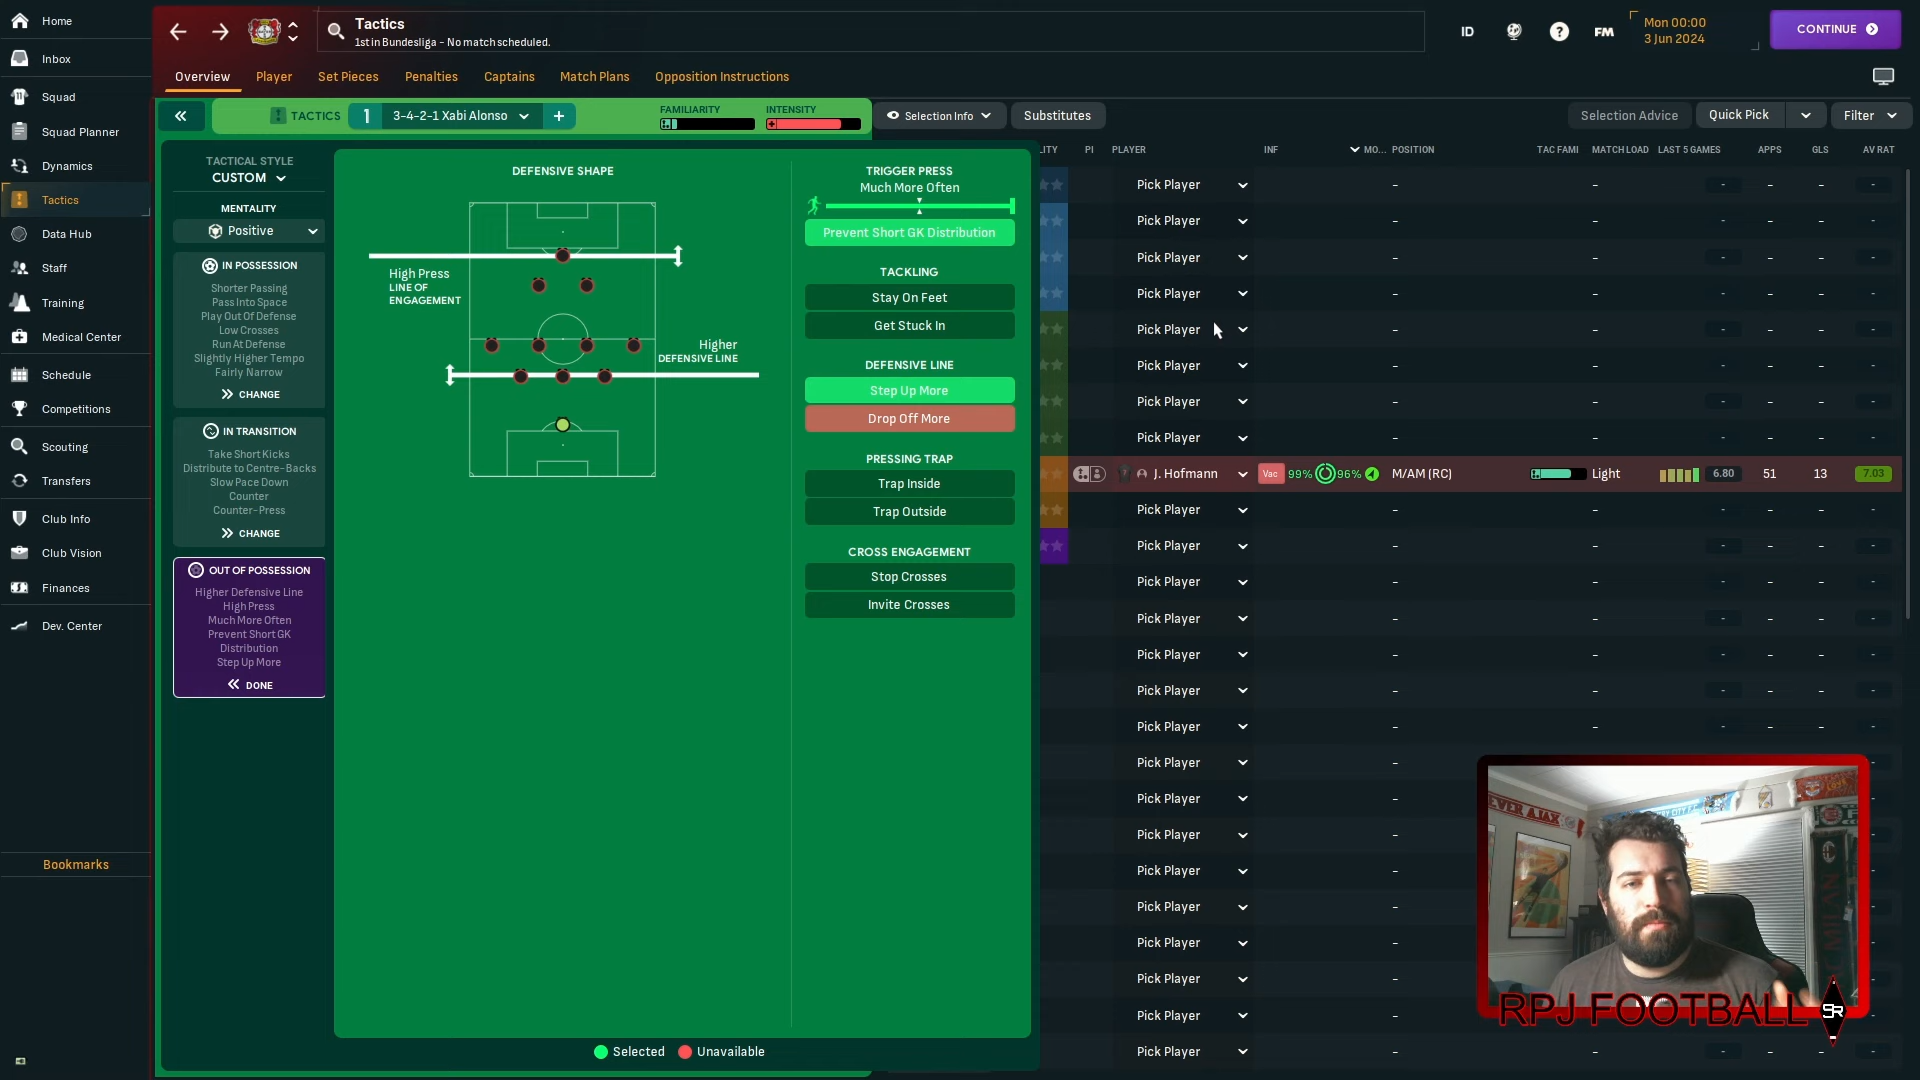 Home
Inbox
Squad
Squad Planner
Dynamics
Tactics
Data Hub
Staff
Training
Medical Center
Schedule
Competitions
Scouting
Transfers
Club Info
Club Vision
Finances
Dev. Center
Bookmarks
Tactics
1st in Bundesliga - No match scheduled.
ID
FM
Mon 00:00
3 Jun 2024
CONTINUE
Overview Player Set Pieces Penalties Captains Match Plans Opposition Instructions
TACTICS 1 3-4-2-1 Xabi Alonso +
FAMILIARITY INTENSITY
Selection Info Substitutes Selection Advice Quick Pick Filter
TACTICAL STYLE
CUSTOM
MENTALITY
Positive
IN POSSESSION
Shorter Passing
Pass Into Space
Play Out Of Defense
Low Crosses
Run At Defense
Slightly Higher Tempo
Fairly Narrow
CHANGE
IN TRANSITION
Take Short Kicks
Distribute to Centre-Backs
Slow Pace Down
Counter
Counter-Press
CHANGE
OUT OF POSSESSION
Higher Defensive Line
High Press
Much More Often
Prevent Short GK
Distribution
Step Up More
DONE
DEFENSIVE SHAPE
High Press
LINE OF
ENGAGEMENT
Higher
DEFENSIVE LINE
TRIGGER PRESS
Much More Often
Prevent Short GK Distribution
TACKLING
Stay On Feet
Get Stuck In
DEFENSIVE LINE
Step Up More
Drop Off More
PRESSING TRAP
Trap Inside
Trap Outside
CROSS ENGAGEMENT
Stop Crosses
Invite Crosses
Selected Unavailable
LITY PI PLAYER INF MO... POSITION TAC FAMI MATCH LOAD LAST 5 GAMES APPS GLS AV RAT
Pick Player - - - - - -
Pick Player - - - - - -
Pick Player - - - - - -
Pick Player - - - - - -
Pick Player - - - - - -
Pick Player - - - - - -
Pick Player - - - - - -
Pick Player - - - - - -
J. Hofmann Vac 99% 96% M/AM (RC) Light 6.80 51 13 7.03
Pick Player - - - - - -
Pick Player - - - - - -
Pick Player - - - - - -
Pick Player - - - - - -
Pick Player - - - - - -
Pick Player - - - - - -
Pick Player - - - - - -
Pick Player -
Pick Player -
Pick Player -
Pick Player -
Pick Player -
Pick Player -
Pick Player -
Pick Player -
Pick Player - - - - - -
EVER AJAX
MILAN
RPJ FOOTBALL
SR